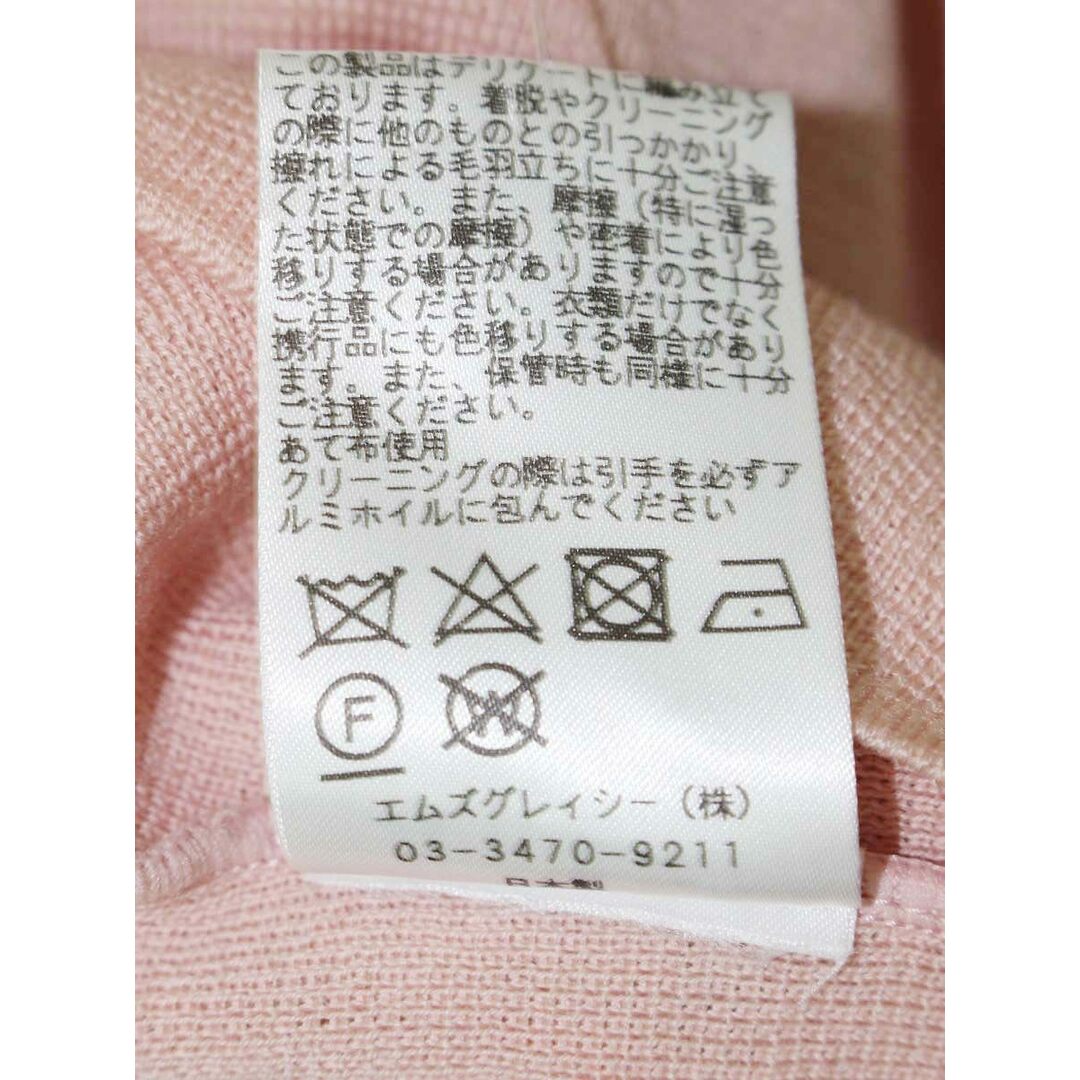 この製品はデリケートに編み立て
ております。着脱やクリーニング
の際に他のものとの引っかかり、
擦れによる毛羽立ちに十分ご注意
ください。また、摩擦(特に湿っ
た状態での摩擦)や密着により色
移りする場合がありますので十分
ご注意ください。衣類だけでなく
携行品にも色移りする場合があり
ます。また、保管時も同様に十分
ご注意ください。
あて布使用
クリーニングの際は引手を必ずア
ルミホイルに包んでください
F W
エムズグレイシー(株)
03-3470-9211
日本製